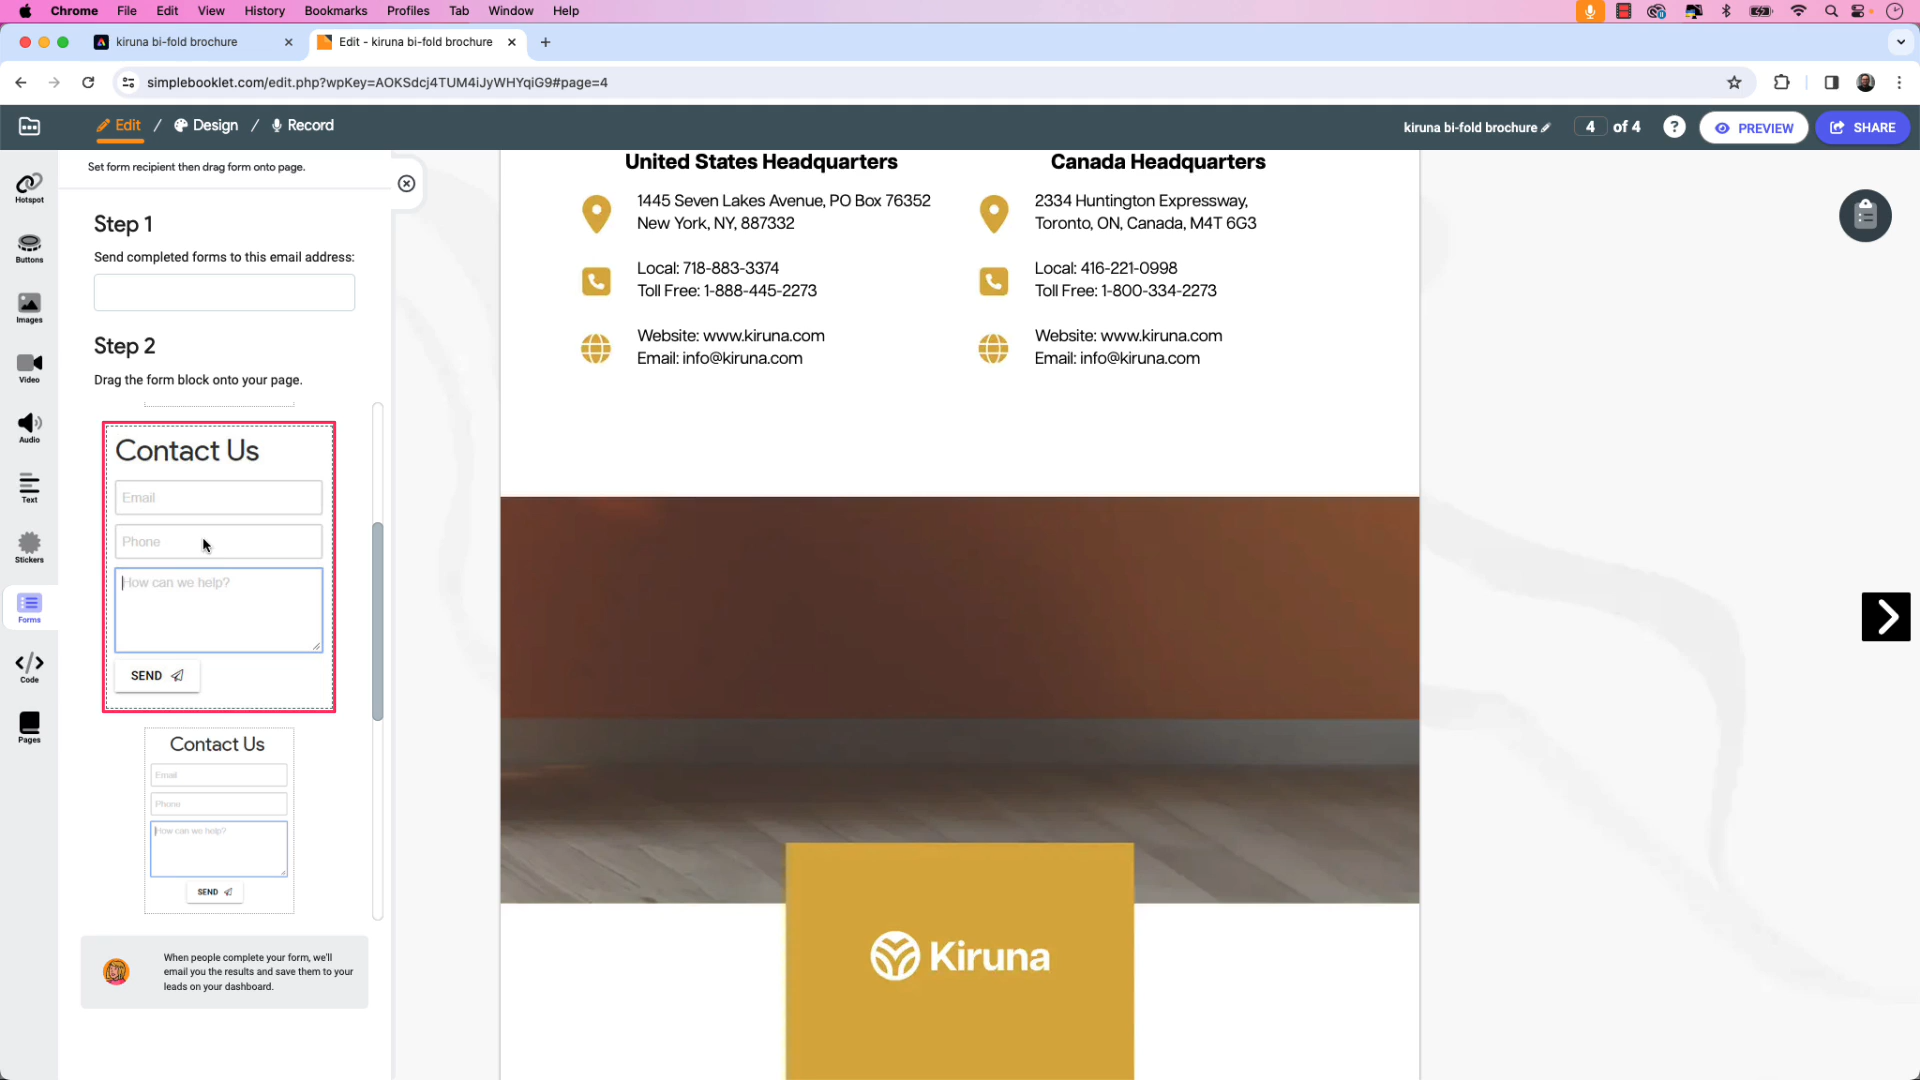 Chrome File Edit View History Bookmarks Profiles Tab Window Help
kiruna bi-fold brochure
Edit - kiruna bi-fold brochure
simplebooklet.com/edit.php?wpKey=AOKSdcj4TUM4iJyWHYqiG9#page=4
Edit / Design / Record
kiruna bi-fold brochure
4 of 4
?
PREVIEW
SHARE
Hotspot
Buttons
Images
Video
Audio
Text
Stickers
Forms
Code
Pages
Set form recipient then drag form onto page.
Step 1
Send completed forms to this email address:
Step 2
Drag the form block onto your page.
Contact Us
Email
Phone
How can we help?
SEND
Contact Us
Email
Phone
How can we help?
SEND
When people complete your form, we'll
email you the results and save them to your
leads on your dashboard.
United States Headquarters
1445 Seven Lakes Avenue, PO Box 76352
New York, NY, 887332
Local: 718-883-3374
Toll Free: 1-888-445-2273
Website: www.kiruna.com
Email: info@kiruna.com
Canada Headquarters
2334 Huntington Expressway,
Toronto, ON, Canada, M4T 6G3
Local: 416-221-0998
Toll Free: 1-800-334-2273
Website: www.kiruna.com
Email: info@kiruna.com
Kiruna